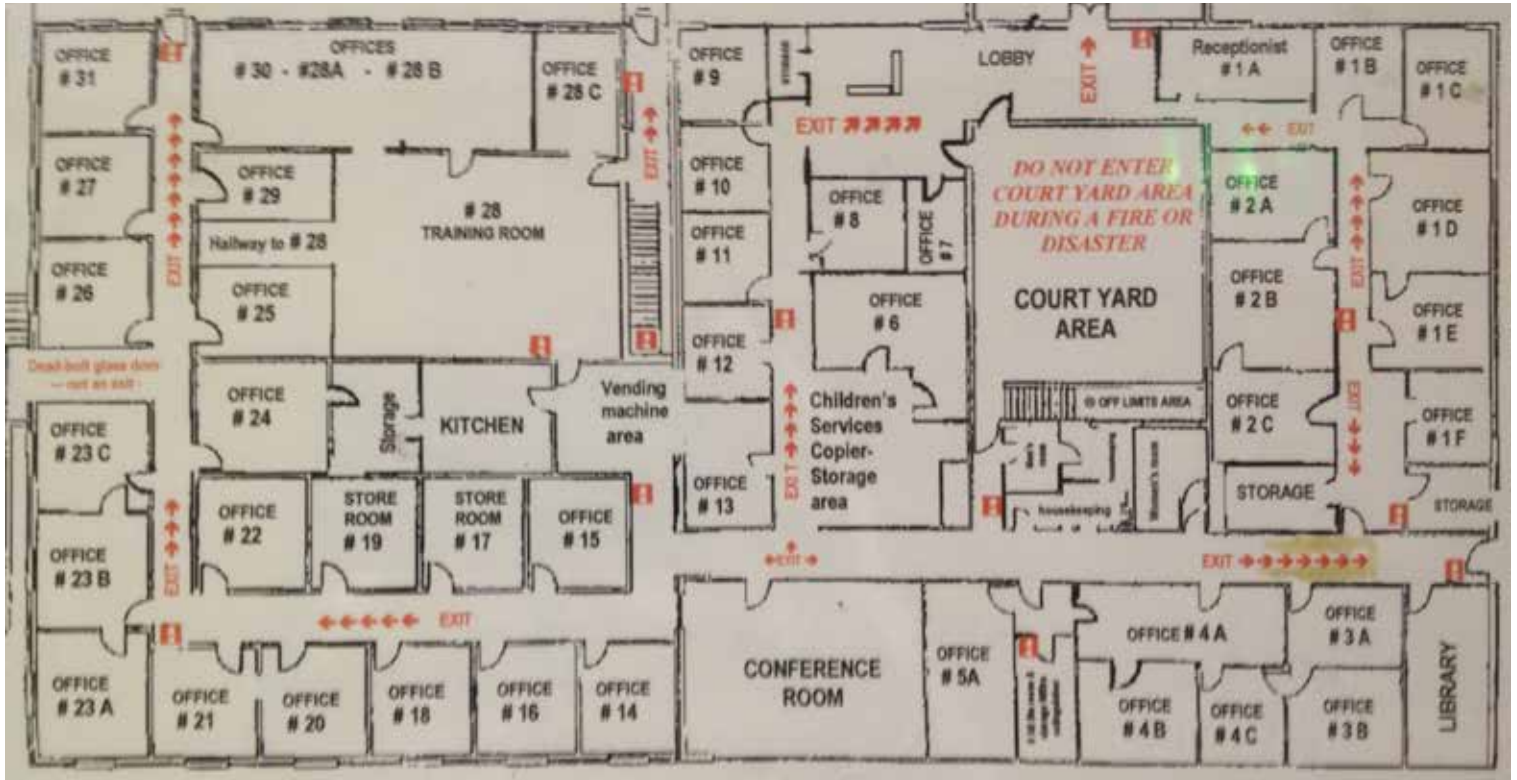 OFFICE
# 31
OFFICES
# 30 - #28A - # 28 B
OFFICE
# 28 C
OFFICE
# 9
STORAGE
LOBBY
EXIT
Receptionist
# 1 A
OFFICE
# 1 B
OFFICE
# 1 C
EXIT
EXIT
EXIT
OFFICE
# 27
OFFICE
# 29
# 28
TRAINING ROOM
EXIT
OFFICE
# 10
OFFICE
# 8
OFFICE
# 7
DO NOT ENTER
COURT YARD AREA
DURING A FIRE OR
DISASTER
OFFICE
# 2 A
OFFICE
# 1 D
EXIT
Hallway to # 28
OFFICE
# 11
OFFICE
# 26
OFFICE
# 25
OFFICE
# 6
COURT YARD
AREA
OFFICE
# 2 B
OFFICE
# 1 E
Dead-bolt glass door
— not an exit -
OFFICE
# 12
OFFICE
# 24
Storage
KITCHEN
Vending
machine
area
EXIT
Children's
Services
Copier-
Storage
area
OFF LIMITS AREA
OFFICE
# 2 C
EXIT
OFFICE
# 1 F
OFFICE
# 23 C
OFFICE
# 13
Men's
room
housekeeping
Women's room
STORAGE
STORAGE
OFFICE
# 22
STORE
ROOM
# 19
STORE
ROOM
# 17
OFFICE
# 15
EXIT
OFFICE
# 23 B
EXIT
EXIT
EXIT
OFFICE
# 23 A
OFFICE
# 21
OFFICE
# 20
OFFICE
# 18
OFFICE
# 16
OFFICE
# 14
CONFERENCE
ROOM
OFFICE
# 5A
OFFICE # 4 A
OFFICE
# 3 A
OFFICE
# 4 B
OFFICE
# 4 C
OFFICE
# 3 B
LIBRARY